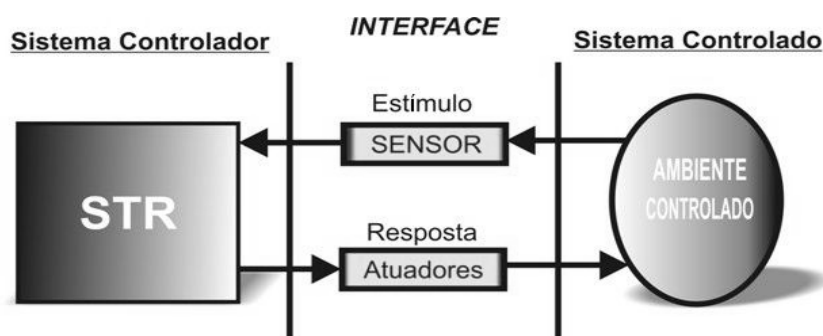 Sistema Controlador
INTERFACE
Sistema Controlado
Estímulo
SENSOR
STR
AMBIENTE
CONTROLADO
Resposta
Atuadores